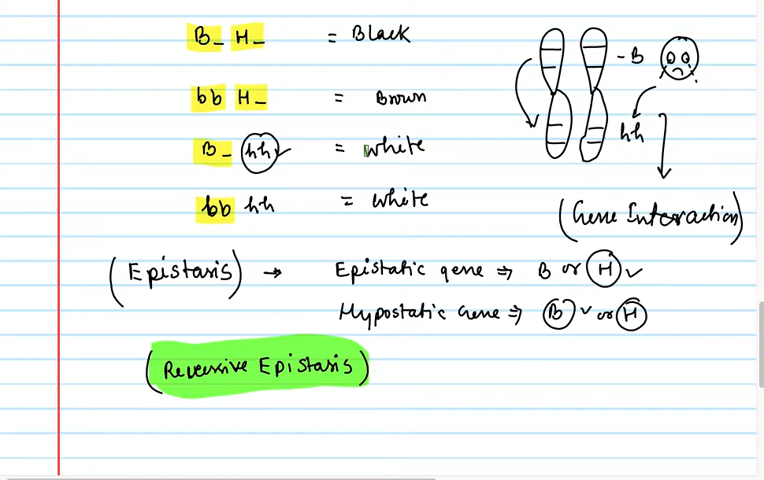 B_ H_ = Black
- B
bb H_ = Brown
hh
B_ hh = white
bb hh = white
(Gene Interaction)
(Epistasis) → Epistatic gene ⇒ B or H ✓
Hypostatic Gene ⇒ B ✓ or H
(Recessive Epistasis)